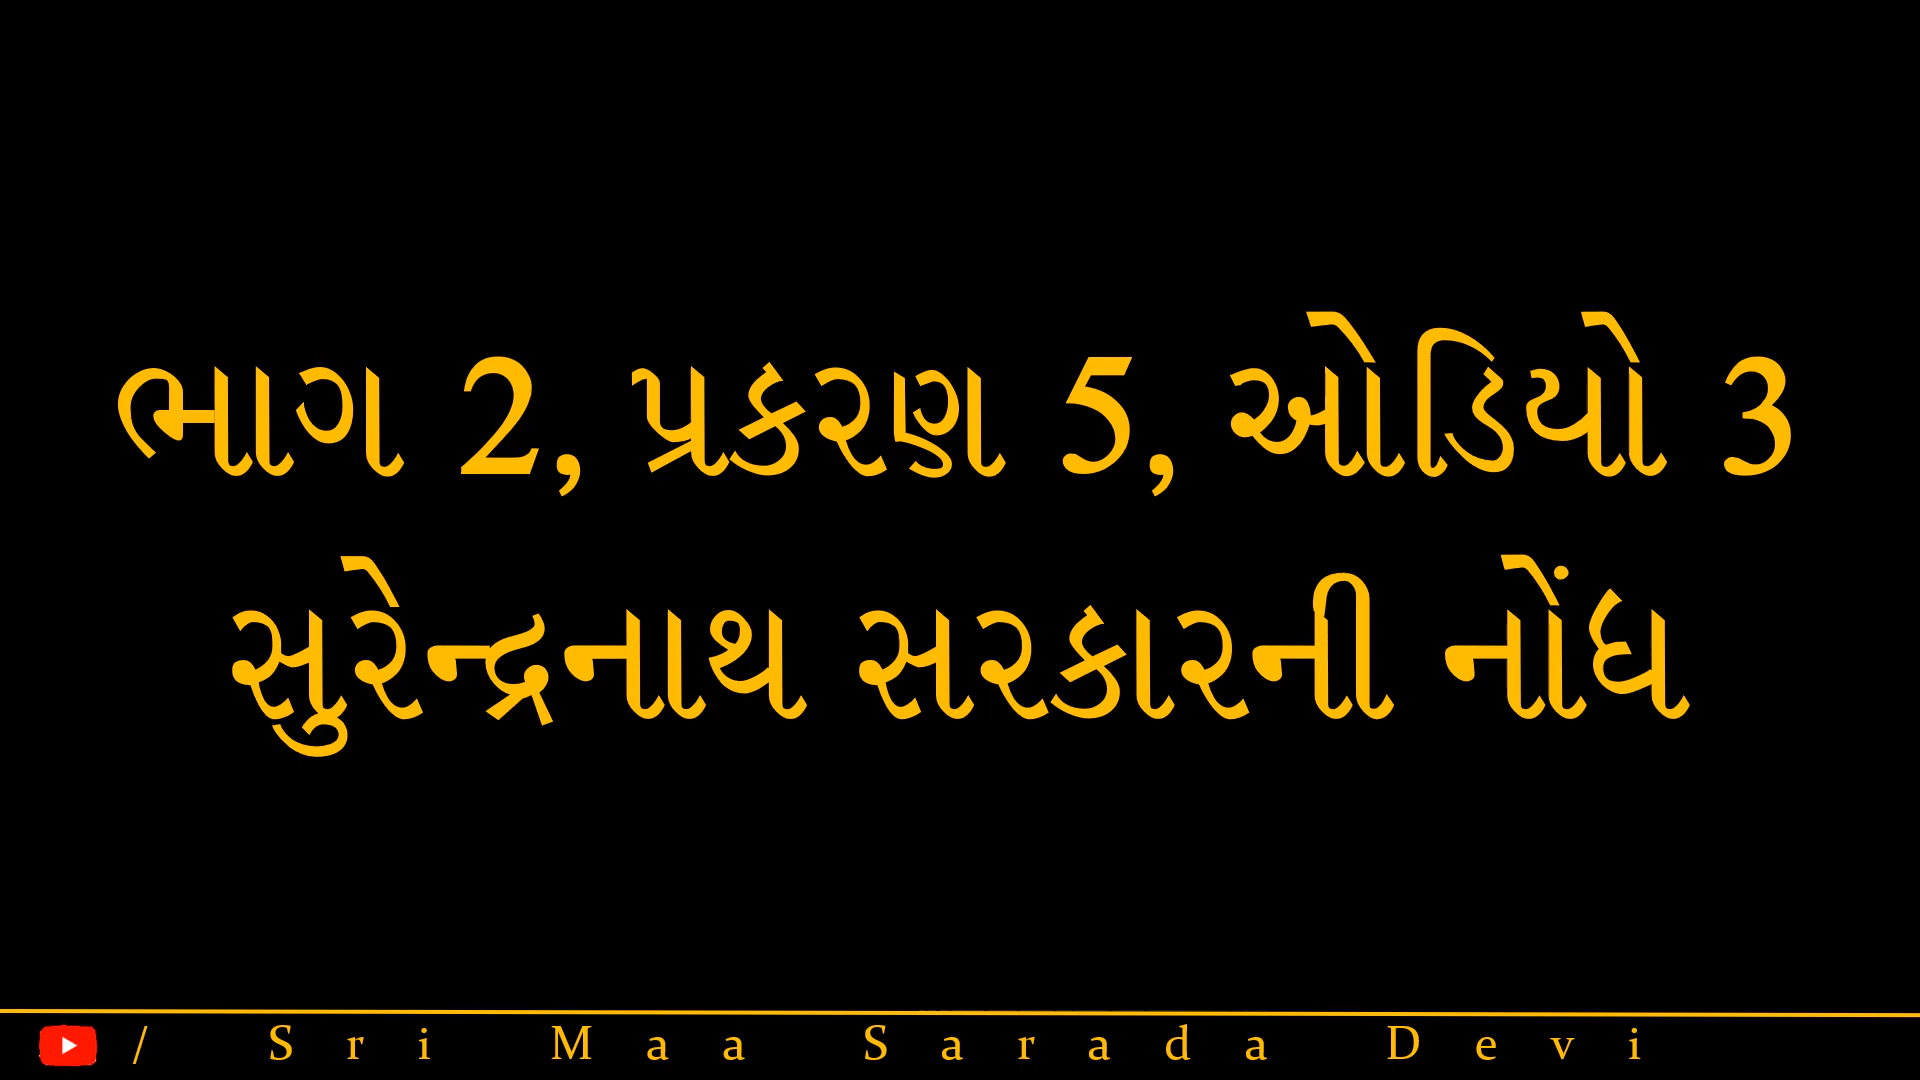 ભાગ 2, પ્રકરણ 5, ઓડિયો 3
સુરેન્દ્રનાથ સરકારની નોંધ
/ Sri Maa Sarada Devi